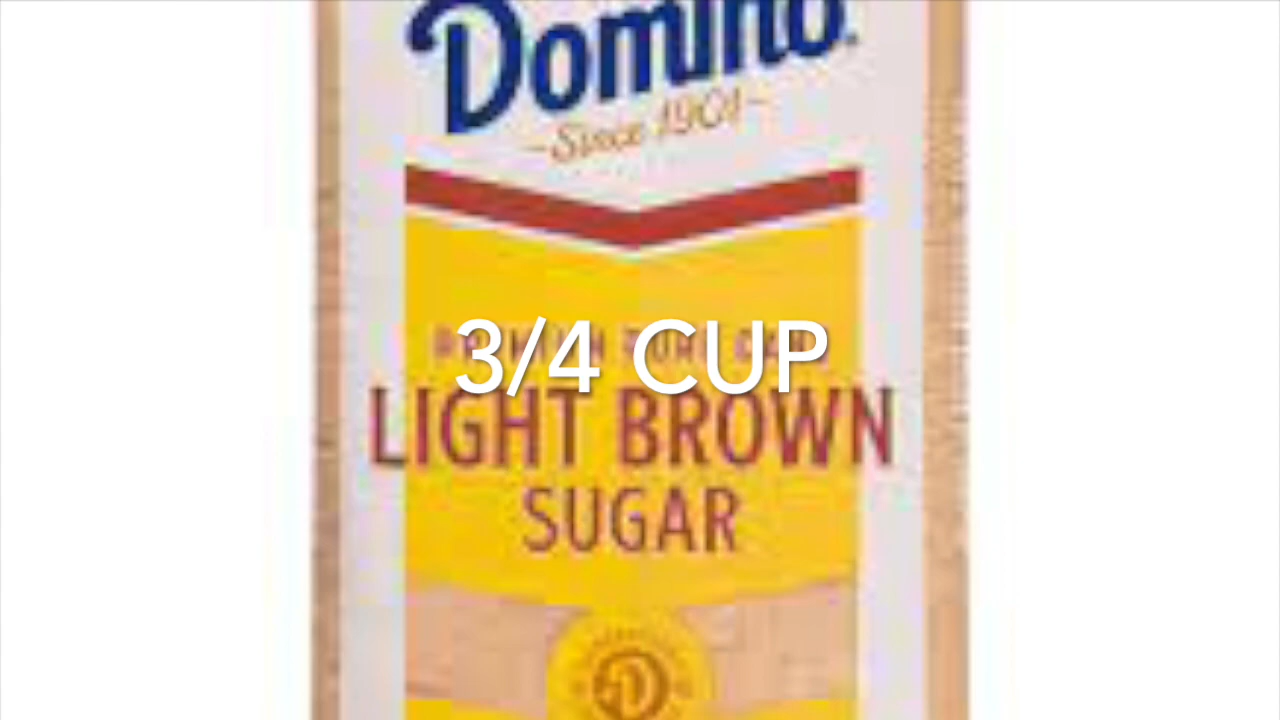 Domino
~Since 1901~
3/4 CUP
LIGHT BROWN
SUGAR
D